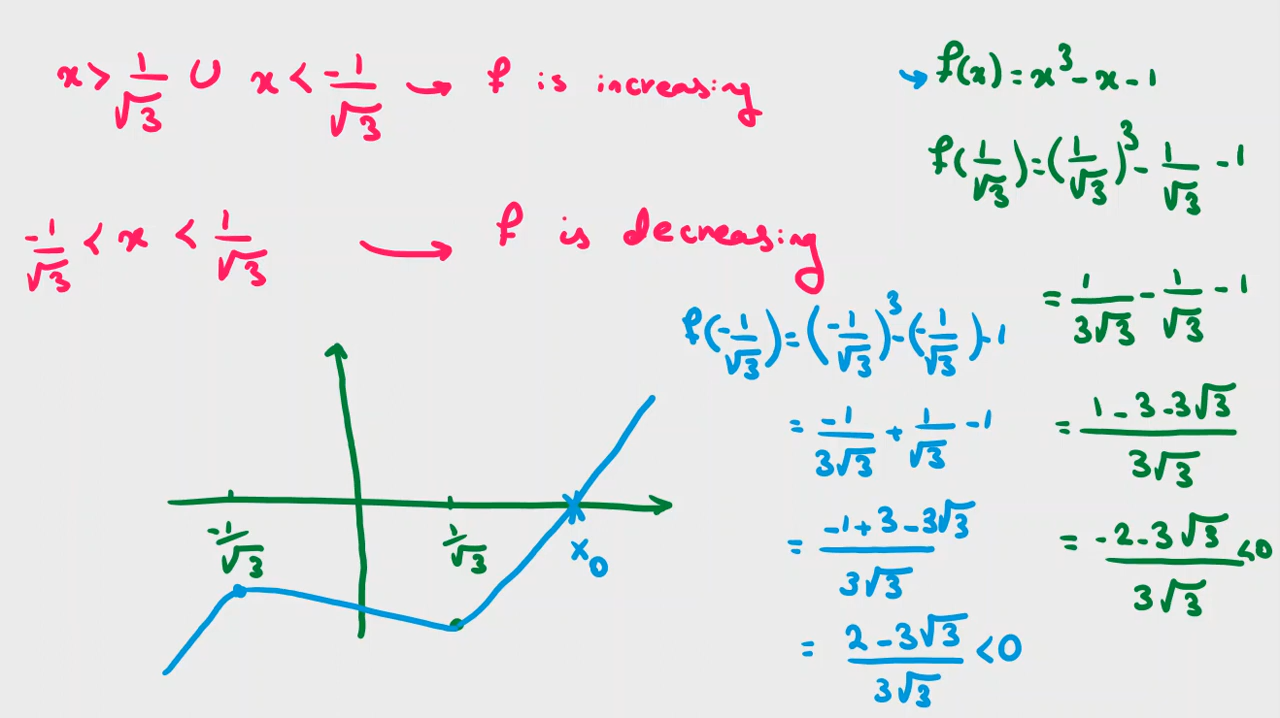 x > 1/√3 ∪ x < -1/√3 → f is increasing
-1/√3 < x < 1/√3 → f is decreasing
→ f(x) = x³ - x - 1
f(1/√3) = (1/√3)³ - 1/√3 - 1
= 1/3√3 - 1/√3 - 1
= (1 - 3 - 3√3)/3√3
= (-2 - 3√3)/3√3 < 0
f(-1/√3) = (-1/√3)³ - (-1/√3) - 1
= -1/3√3 + 1/√3 - 1
= (-1 + 3 - 3√3)/3√3
= (2 - 3√3)/3√3 < 0
-1/√3
1/√3
x₀